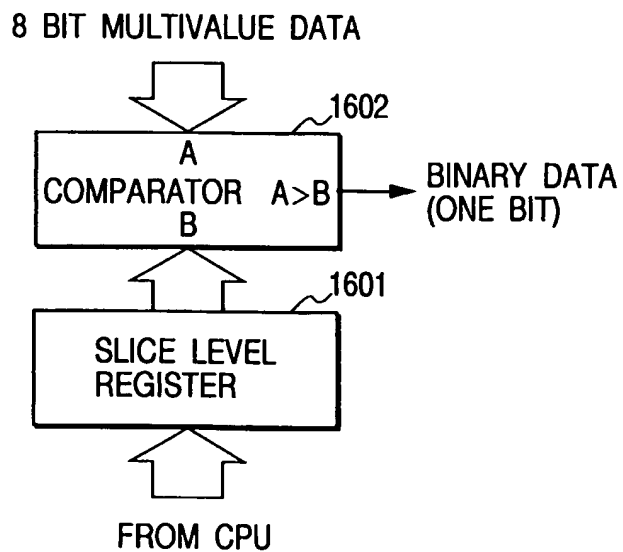 8 BIT MULTIVALUE DATA
1602
A
COMPARATOR A>B
B
BINARY DATA
(ONE BIT)
1601
SLICE LEVEL
REGISTER
FROM CPU